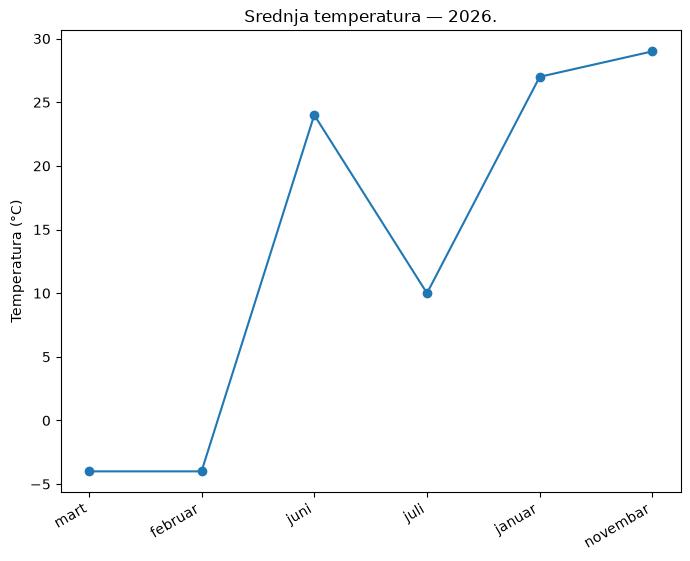 Srednja temperatura — 2026.
Temperatura (°C)
30
25
20
15
10
5
0
−5
mart
februar
juni
juli
januar
novembar